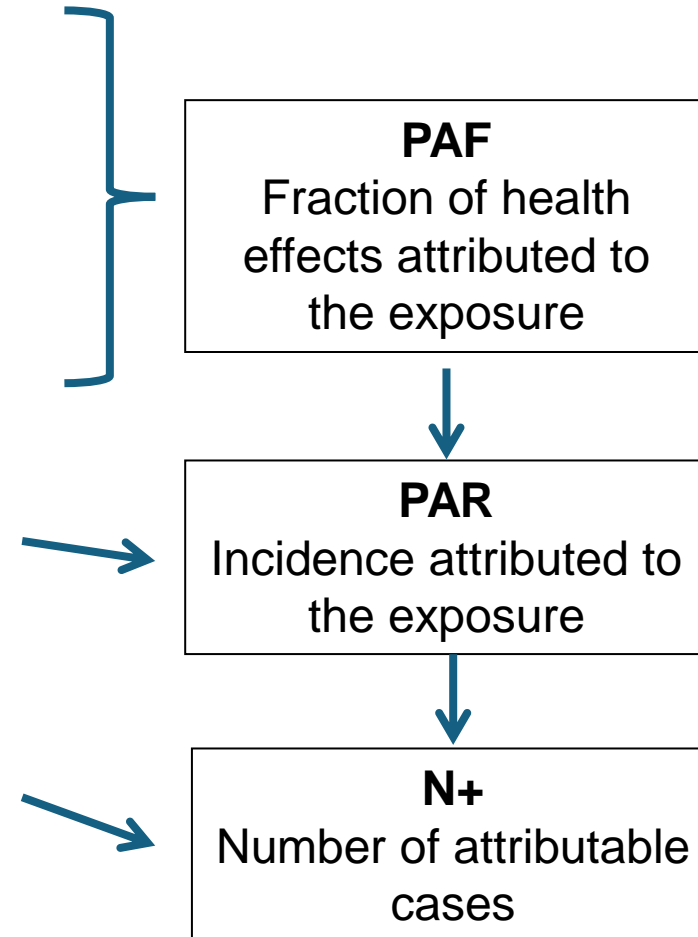 PAF
Fraction of health
effects attributed to
the exposure
PAR
Incidence attributed to
the exposure
N+
Number of attributable
cases